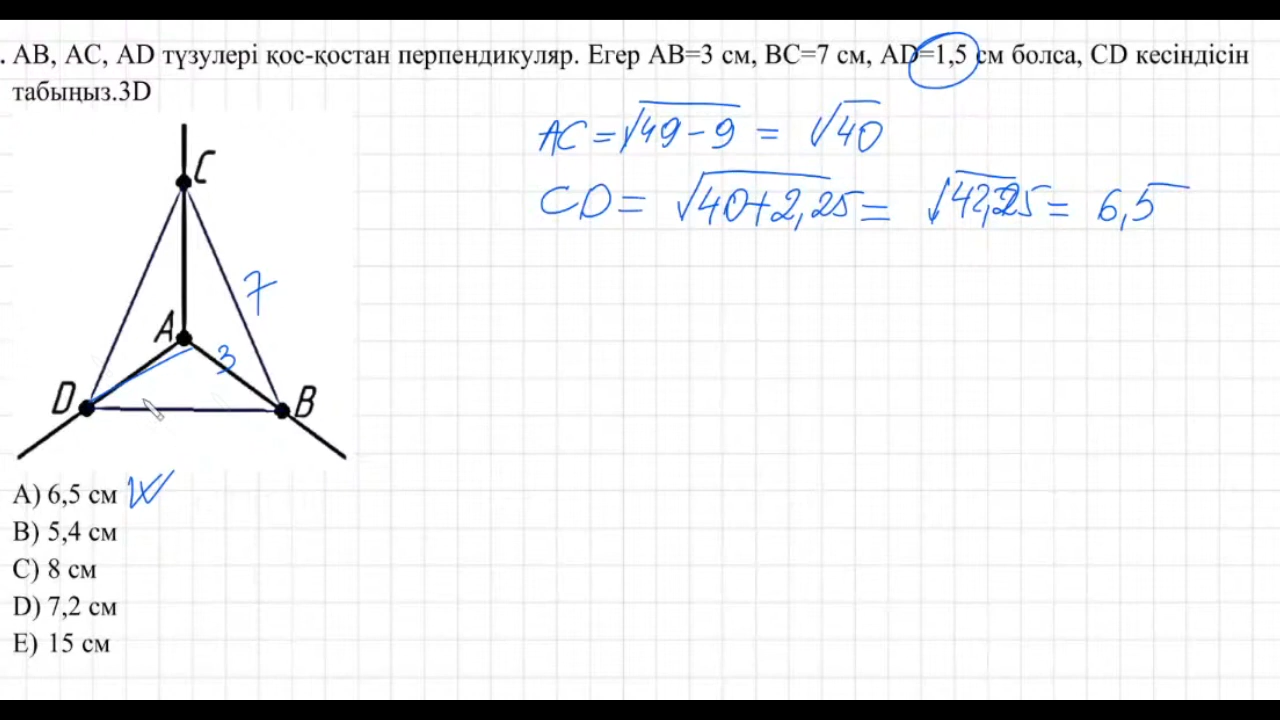 . AB, AC, AD түзулері қос-қостан перпендикуляр. Егер AB=3 см, BC=7 см, AD=1,5 см болса, CD кесіндісін
табыңыз.3D
AC = √49-9 = √40
CD = √40+2,25 = √42,25 = 6,5
C
7
A
3
D
B
A) 6,5 см
B) 5,4 см
C) 8 см
D) 7,2 см
E) 15 см